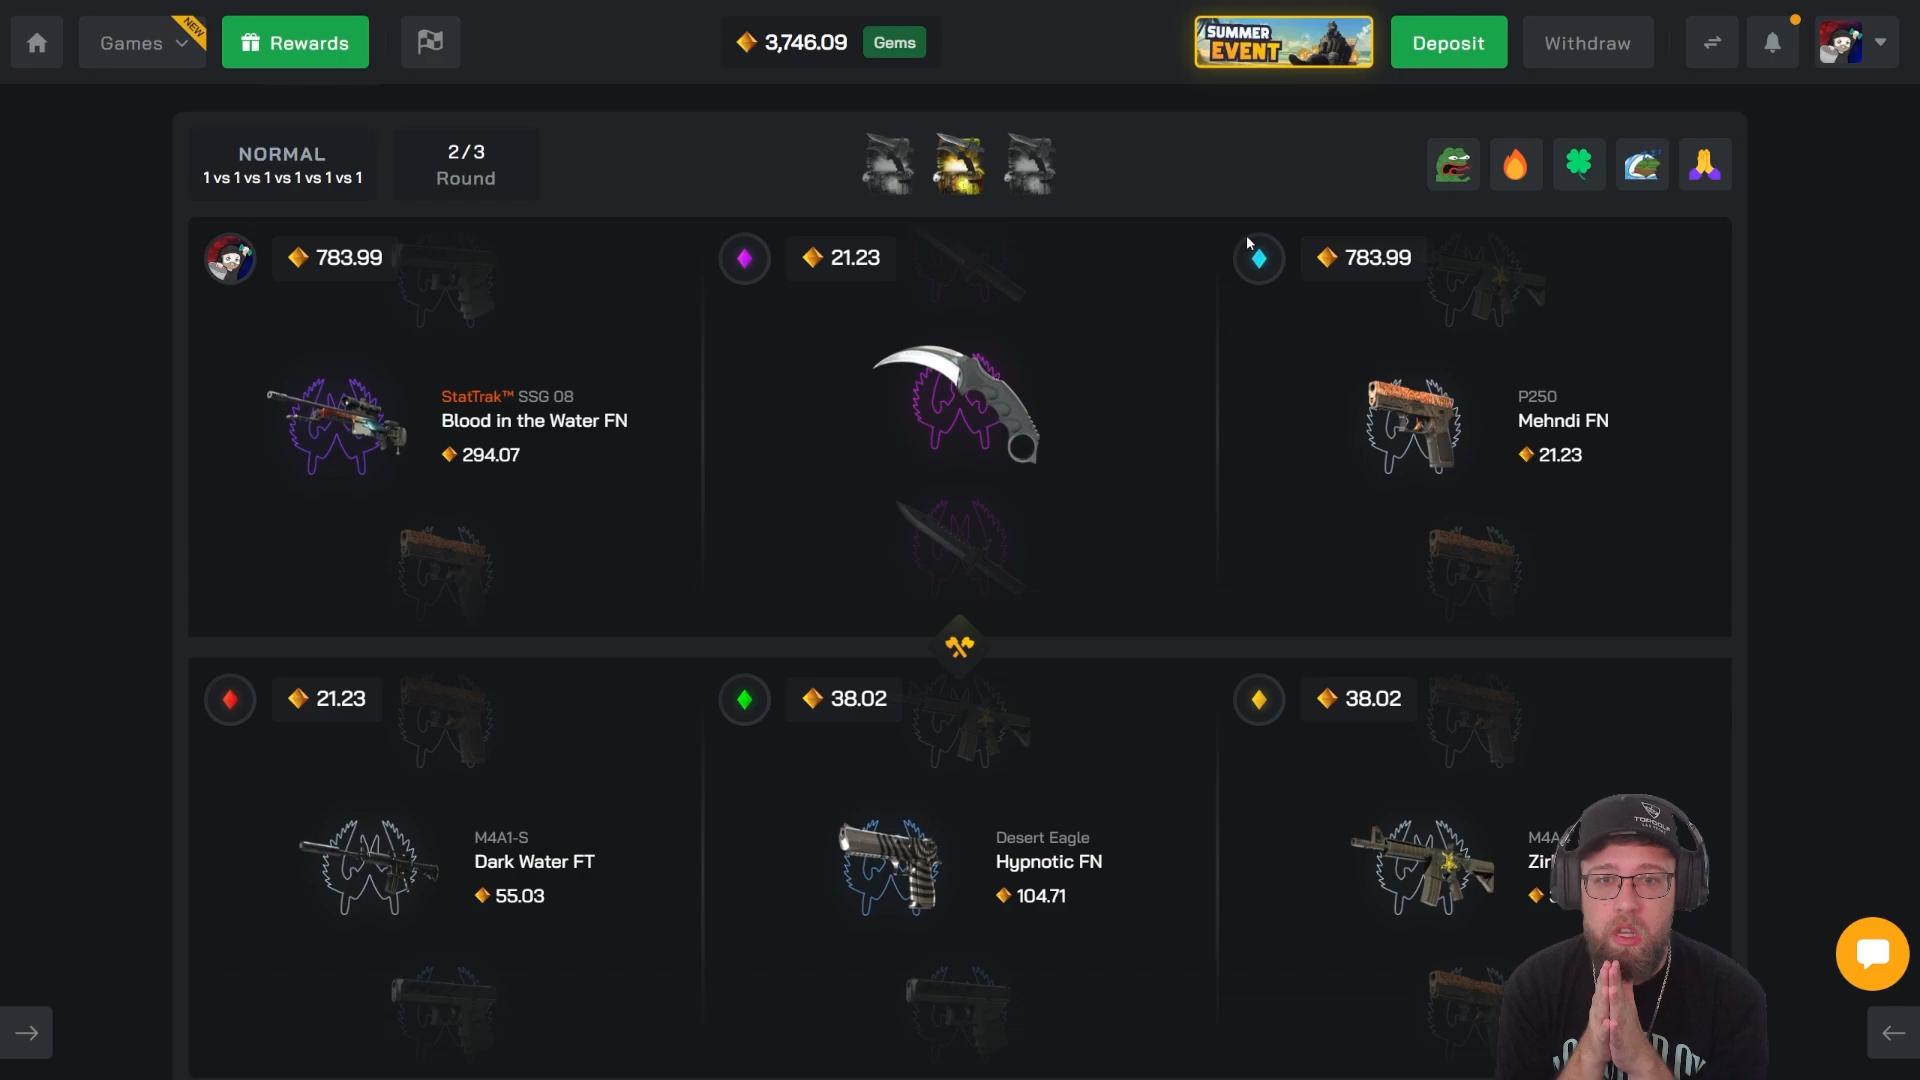 Games
NEW
Rewards
3,746.09
Gems
SUMMER
EVENT
Deposit
Withdraw
NORMAL
1 vs 1 vs 1 vs 1 vs 1 vs 1
2/3
Round
783.99
21.23
783.99
StatTrak™ SSG 08
Blood in the Water FN
294.07
P250
Mehndi FN
21.23
21.23
38.02
38.02
M4A1-S
Dark Water FT
55.03
Desert Eagle
Hypnotic FN
104.71